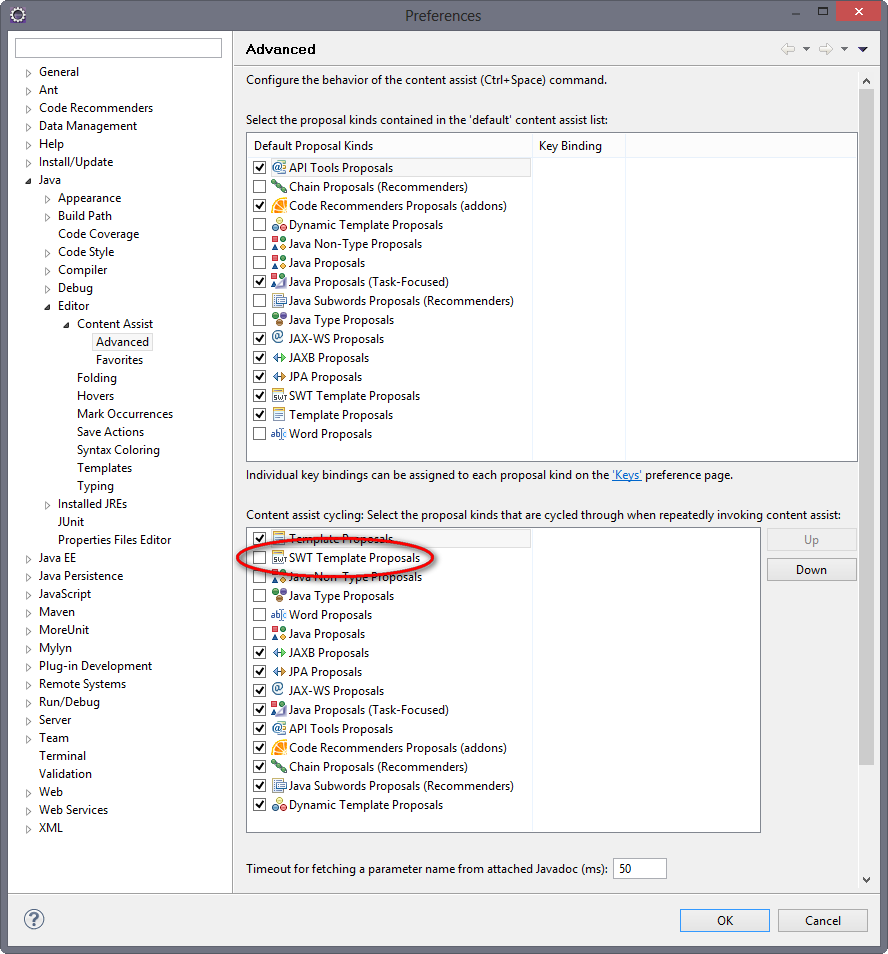 Preferences
General
Ant
Code Recommenders
Data Management
Help
Install/Update
Java
Appearance
Build Path
Code Coverage
Code Style
Compiler
Debug
Editor
Content Assist
Advanced
Favorites
Folding
Hovers
Mark Occurrences
Save Actions
Syntax Coloring
Templates
Typing
Installed JREs
JUnit
Properties Files Editor
Java EE
Java Persistence
JavaScript
Maven
MoreUnit
Mylyn
Plug-in Development
Remote Systems
Run/Debug
Server
Team
Terminal
Validation
Web
Web Services
XML
Advanced
Configure the behavior of the content assist (Ctrl+Space) command.
Select the proposal kinds contained in the 'default' content assist list:
Default Proposal Kinds Key Binding
API Tools Proposals
Chain Proposals (Recommenders)
Code Recommenders Proposals (addons)
Dynamic Template Proposals
Java Non-Type Proposals
Java Proposals
Java Proposals (Task-Focused)
Java Subwords Proposals (Recommenders)
Java Type Proposals
JAX-WS Proposals
JAXB Proposals
JPA Proposals
SWT Template Proposals
Template Proposals
Word Proposals
Individual key bindings can be assigned to each proposal kind on the 'Keys' preference page.
Content assist cycling: Select the proposal kinds that are cycled through when repeatedly invoking content assist:
Template Proposals
SWT Template Proposals
Java Non-Type Proposals
Java Type Proposals
Word Proposals
Java Proposals
JAXB Proposals
JPA Proposals
JAX-WS Proposals
Java Proposals (Task-Focused)
API Tools Proposals
Code Recommenders Proposals (addons)
Chain Proposals (Recommenders)
Java Subwords Proposals (Recommenders)
Dynamic Template Proposals
Up
Down
Timeout for fetching a parameter name from attached Javadoc (ms): 50
OK Cancel